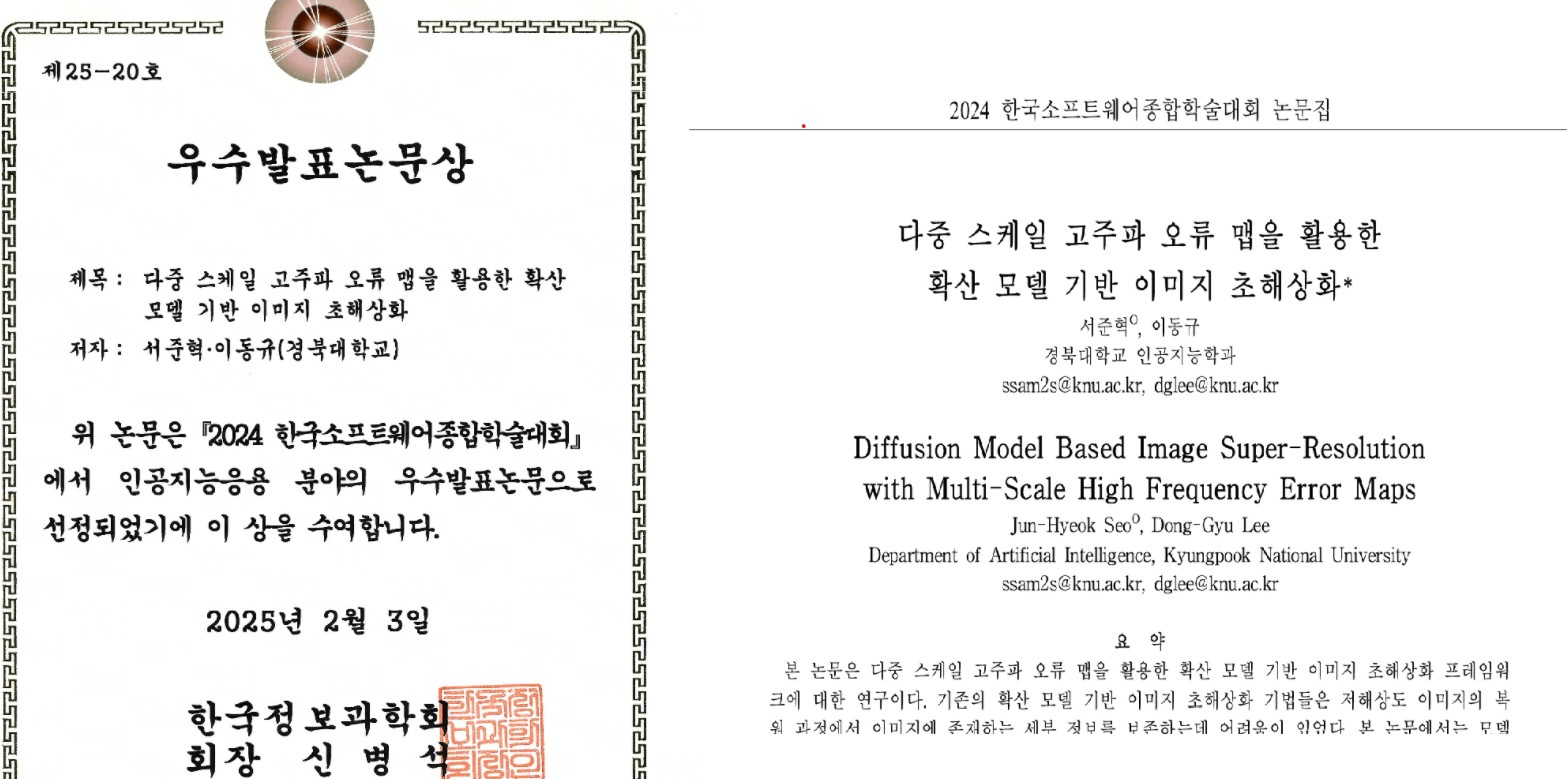 제25-20호
우수발표논문상
제목 : 다중 스케일 고주파 오류 맵을 활용한 확산
모델 기반 이미지 초해상화
저자 : 서준혁·이동규(경북대학교)
위 논문은 『2024 한국소프트웨어종합학술대회』
에서 인공지능응용 분야의 우수발표논문으로
선정되었기에 이 상을 수여합니다.
2025년 2월 3일
한국정보과학회
회장 신병석
2024 한국소프트웨어종합학술대회 논문집
다중 스케일 고주파 오류 맵을 활용한
확산 모델 기반 이미지 초해상화*
서준혁O, 이동규
경북대학교 인공지능학과
ssam2s@knu.ac.kr, dglee@knu.ac.kr
Diffusion Model Based Image Super-Resolution
with Multi-Scale High Frequency Error Maps
Jun-Hyeok SeoO, Dong-Gyu Lee
Department of Artificial Intelligence, Kyungpook National University
ssam2s@knu.ac.kr, dglee@knu.ac.kr
요 약
본 논문은 다중 스케일 고주파 오류 맵을 활용한 확산 모델 기반 이미지 초해상화 프레임워
크에 대한 연구이다. 기존의 확산 모델 기반 이미지 초해상화 기법들은 저해상도 이미지의 복
원 과정에서 이미지에 존재하는 세부 정보를 보존하는데 어려움이 있었다. 본 논문에서는 모델